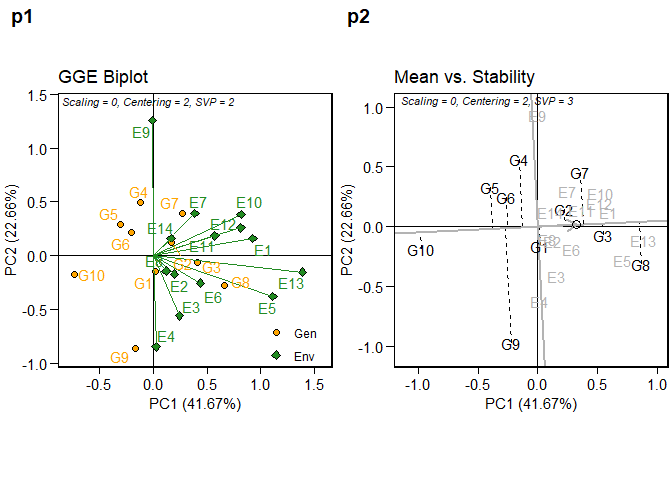 p1
p2
GGE Biplot
Mean vs. Stability
Scaling = 0, Centering = 2, SVP = 2
Scaling = 0, Centering = 2, SVP = 3
PC2 (22.66%)
1.5
1.0
0.5
0.0
-0.5
-1.0
E9
G4
G5
G6
G7
E7
E10
E14
E12
E11
E1
G10
G1
G2
G3
E2
E6
G8
E13
E3
E5
E4
G9
Gen
Env
-0.5
0.0
0.5
1.0
1.5
PC1 (41.67%)
PC2 (22.66%)
1.0
0.5
0.0
-0.5
-1.0
E9
G4
G7
G5
G6
E7
E10
E12
G2
E11
E1
G3
G10
G1
E6
E13
E5
G8
E3
E4
G9
-1.0
-0.5
0.0
0.5
1.0
PC1 (41.67%)